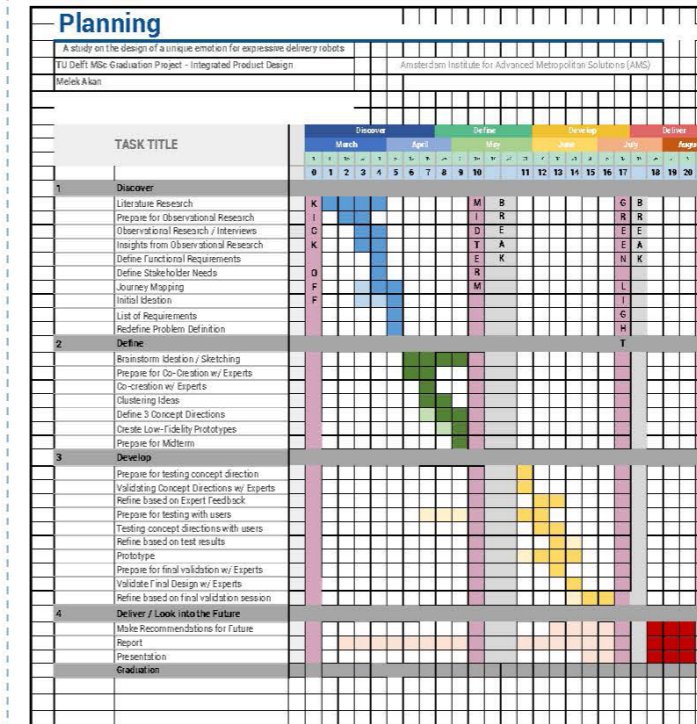 Planning
A study on the design of a unique emotion for expressive delivery robots
TU Delft MSc Graduation Project - Integrated Product Design
Amsterdam Institute for Advanced Metropolitan Solutions (AMS)
Melek Akan
TASK TITLE
Discover Define Develop Deliver
March April May June July Augus
0 1 2 3 4 5 6 7 8 9 10 11 12 13 14 15 16 17 18 19 20
1 Discover
Literature Research
Prepare for Observational Research
Observational Research / Interviews
Insights from Observational Research
Define Functional Requirements
Define Stakeholder Needs
Journey Mapping
Initial Ideation
List of Requirements
Redefine Problem Definition
KICK OFF
MIDTERM
BREAK
GREEN LIGHT
BREAK
2 Define
Brainstorm Ideation / Sketching
Prepare for Co-Creation w/ Experts
Co-creation w/ Experts
Clustering Ideas
Define 3 Concept Directions
Create Low-Fidelity Prototypes
Prepare for Midterm
3 Develop
Prepare for testing concept direction
Validating Concept Directions w/ Experts
Refine based on Expert Feedback
Prepare for testing with users
Testing concept directions with users
Refine based on test results
Prototype
Prepare for final validation w/ Experts
Validate Final Design w/ Experts
Refine based on final validation session
4 Deliver / Look into the Future
Make Recommendations for Future
Report
Presentation
Graduation